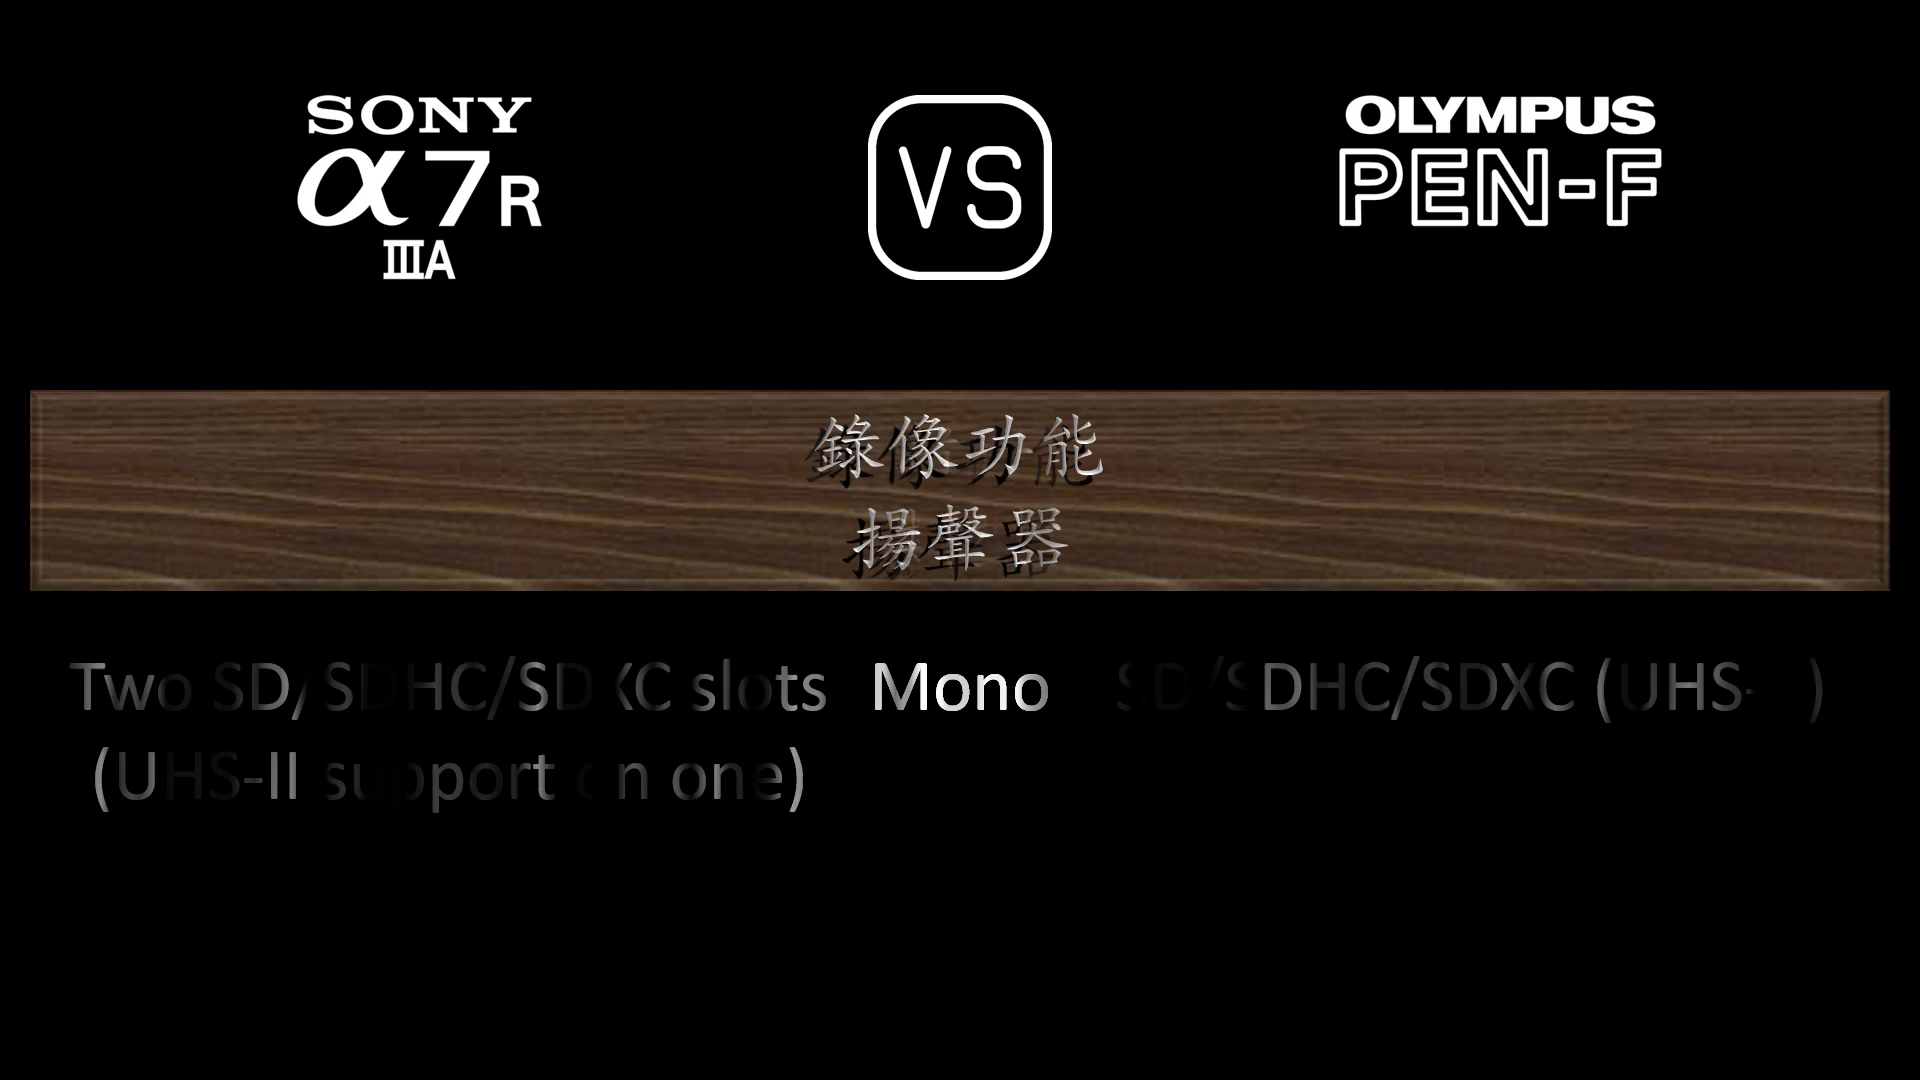 SONY
α7R
IIIA
VS
OLYMPUS
PEN-F
錄像功能
揚聲器
Two SD/SDHC/SDXC slots
(UHS-II support on one)
Mono
SD/SDHC/SDXC (UHS-II)